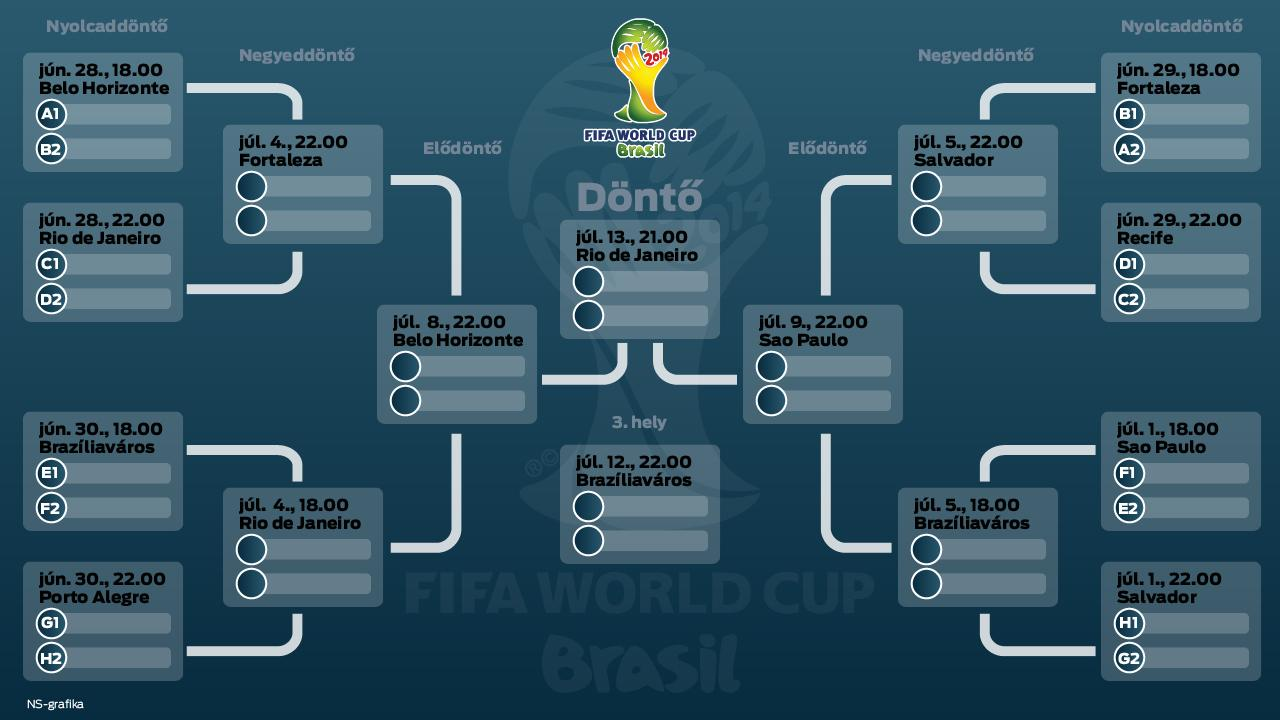 Nyolcaddöntő
jún. 28., 18.00
Belo Horizonte
A1
B2
jún. 28., 22.00
Rio de Janeiro
C1
D2
jún. 30., 18.00
Brazíliaváros
E1
F2
jún. 30., 22.00
Porto Alegre
G1
H2
Negyeddöntő
júl. 4., 22.00
Fortaleza
júl. 4., 18.00
Rio de Janeiro
Elődöntő
júl. 8., 22.00
Belo Horizonte
2014
FIFA WORLD CUP
Brasil
Döntő
júl. 13., 21.00
Rio de Janeiro
3. hely
júl. 12., 22.00
Brazíliaváros
Elődöntő
júl. 9., 22.00
Sao Paulo
Negyeddöntő
júl. 5., 22.00
Salvador
júl. 5., 18.00
Brazíliaváros
Nyolcaddöntő
jún. 29., 18.00
Fortaleza
B1
A2
jún. 29., 22.00
Recife
D1
C2
júl. 1., 18.00
Sao Paulo
F1
E2
júl. 1., 22.00
Salvador
H1
G2
2014
®©
FIFA WORLD CUP
Brasil
NS-grafika